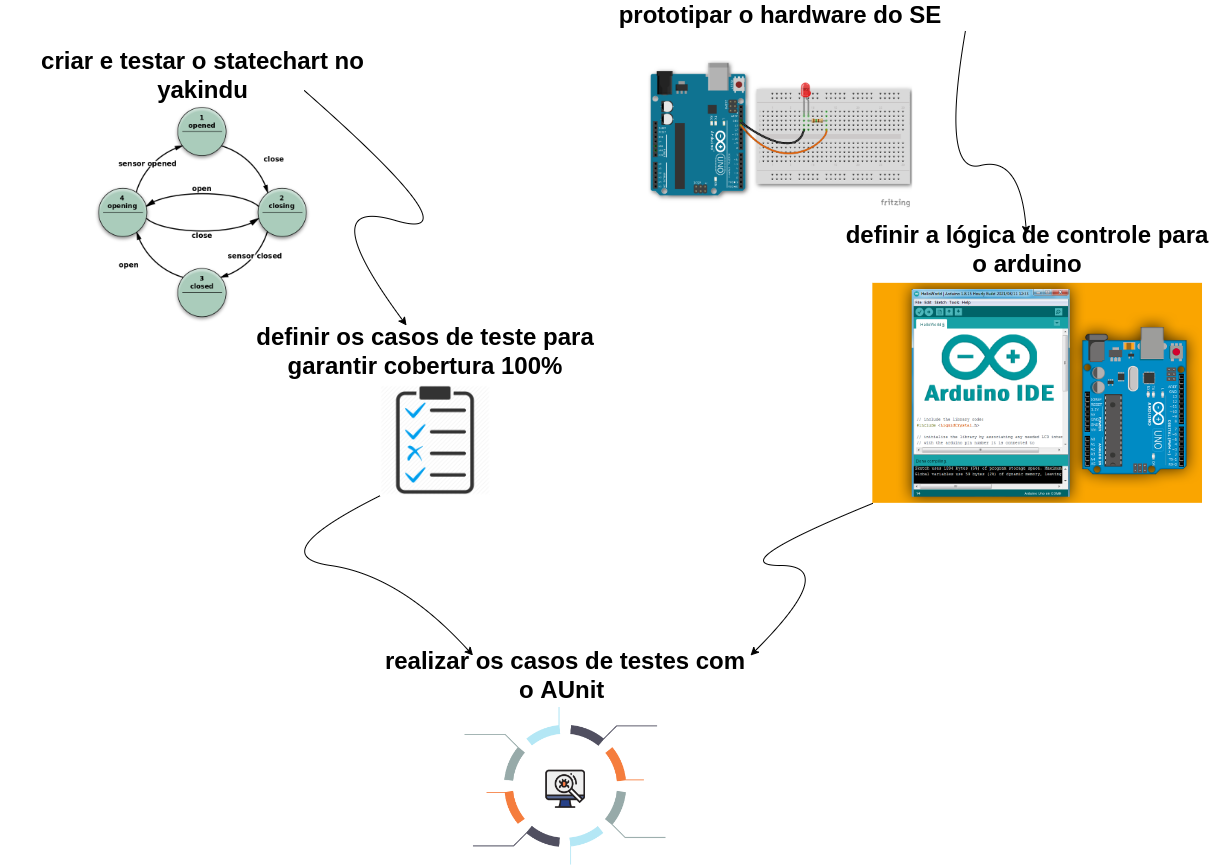 prototipar o hardware do SE
criar e testar o statechart no
yakindu
1
opened
sensor opened
close
open
4
opening
2
closing
close
sensor closed
open
3
closed
fritzing
definir a lógica de controle para
o arduino
Arduino IDE
definir os casos de teste para
garantir cobertura 100%
realizar os casos de testes com
o AUnit